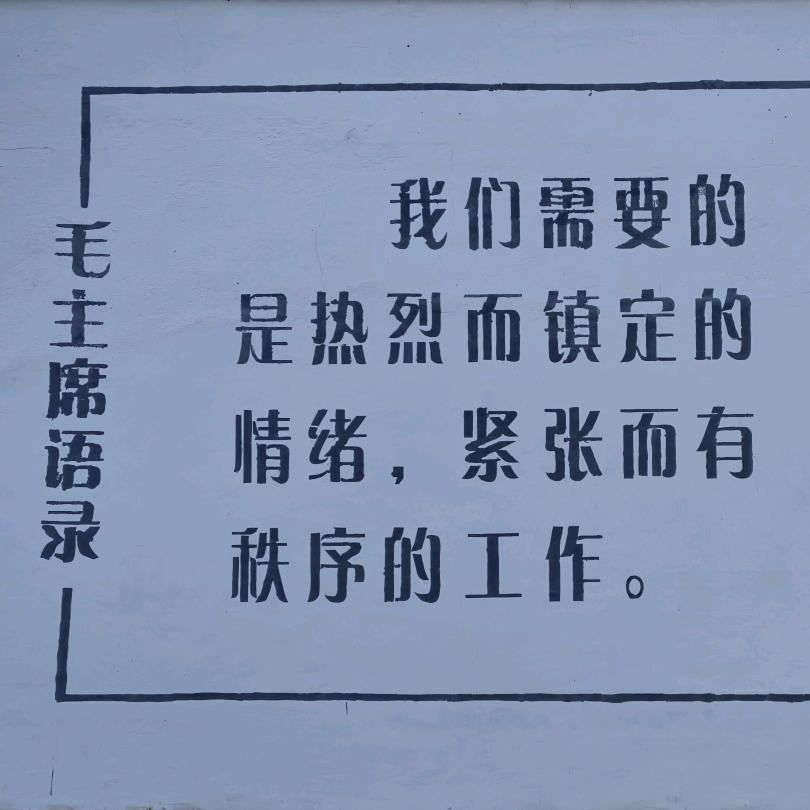 毛主席语录
我们需要的
是热烈而镇定的
情绪，紧张而有
秩序的工作。